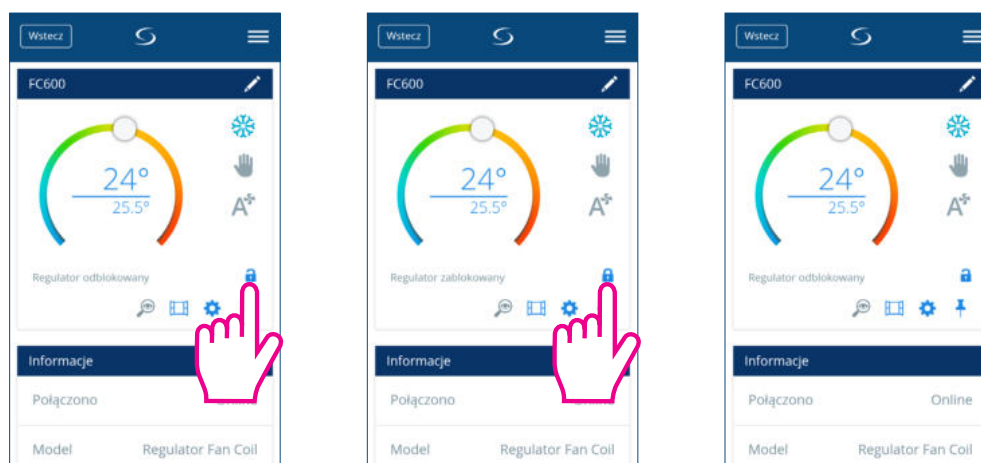 Wstecz
FC600
24°
25.5°
A
Regulator odblokowany
Informacje
Połączono
Online
Model Regulator Fan Coil
Wstecz
FC600
24°
25.5°
A
Regulator zablokowany
Informacje
Połączono
Model Regulator Fan Coil
Wstecz
FC600
24°
25.5°
A
Regulator odblokowany
Informacje
Połączono Online
Model Regulator Fan Coil